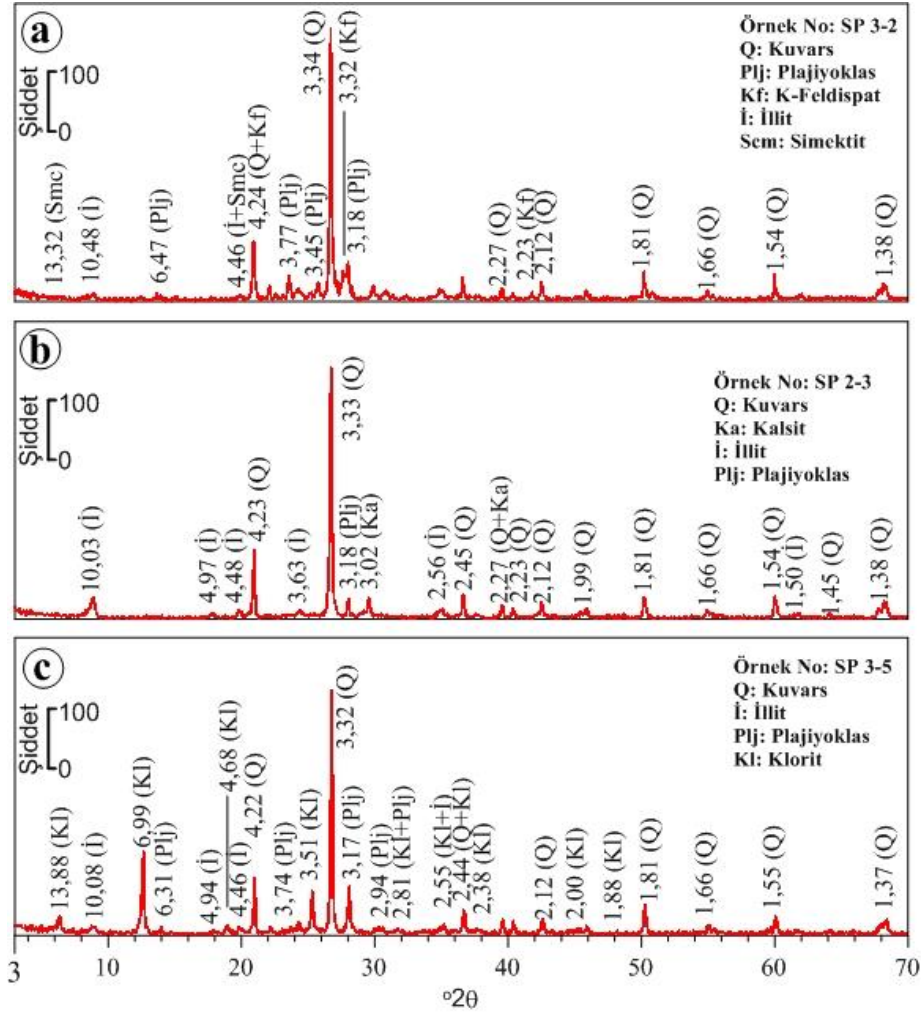 a
Şiddet
100
0
13,32 (Smc)
10,48 (İ)
6,47 (Plj)
4,46 (İ+Smc)
4,24 (Q+Kf)
3,77 (Plj)
3,45 (Plj)
3,34 (Q)
3,32 (Kf)
3,18 (Plj)
2,27 (Q)
2,23 (Kf)
2,12 (Q)
1,81 (Q)
1,66 (Q)
1,54 (Q)
1,38 (Q)
Örnek No: SP 3-2
Q: Kuvars
Plj: Plajiyoklas
Kf: K-Feldispat
İ: İllit
Scm: Simektit
b
Şiddet
100
0
10,03 (İ)
4,97 (İ)
4,48 (İ)
4,23 (Q)
3,63 (İ)
3,33 (Q)
3,18 (Plj)
3,02 (Ka)
2,56 (İ)
2,45 (Q)
2,27 (Q+Ka)
2,23 (Q)
2,12 (Q)
1,99 (Q)
1,81 (Q)
1,66 (Q)
1,54 (Q)
1,50 (İ)
1,45 (Q)
1,38 (Q)
Örnek No: SP 2-3
Q: Kuvars
Ka: Kalsit
İ: İllit
Plj: Plajiyoklas
c
Şiddet
100
0
13,88 (Kl)
10,08 (İ)
6,99 (Kl)
6,31 (Plj)
4,94 (İ)
4,68 (Kl)
4,46 (İ)
4,22 (Q)
3,74 (Plj)
3,51 (Kl)
3,32 (Q)
3,17 (Plj)
2,94 (Plj)
2,81 (Kl+Plj)
2,55 (Kl+İ)
2,44 (Q+Kl)
2,38 (Kl)
2,12 (Q)
2,00 (Kl)
1,88 (Kl)
1,81 (Q)
1,66 (Q)
1,55 (Q)
1,37 (Q)
Örnek No: SP 3-5
Q: Kuvars
İ: İllit
Plj: Plajiyoklas
Kl: Klorit
3 20 30 40 50 60 70
°2θ